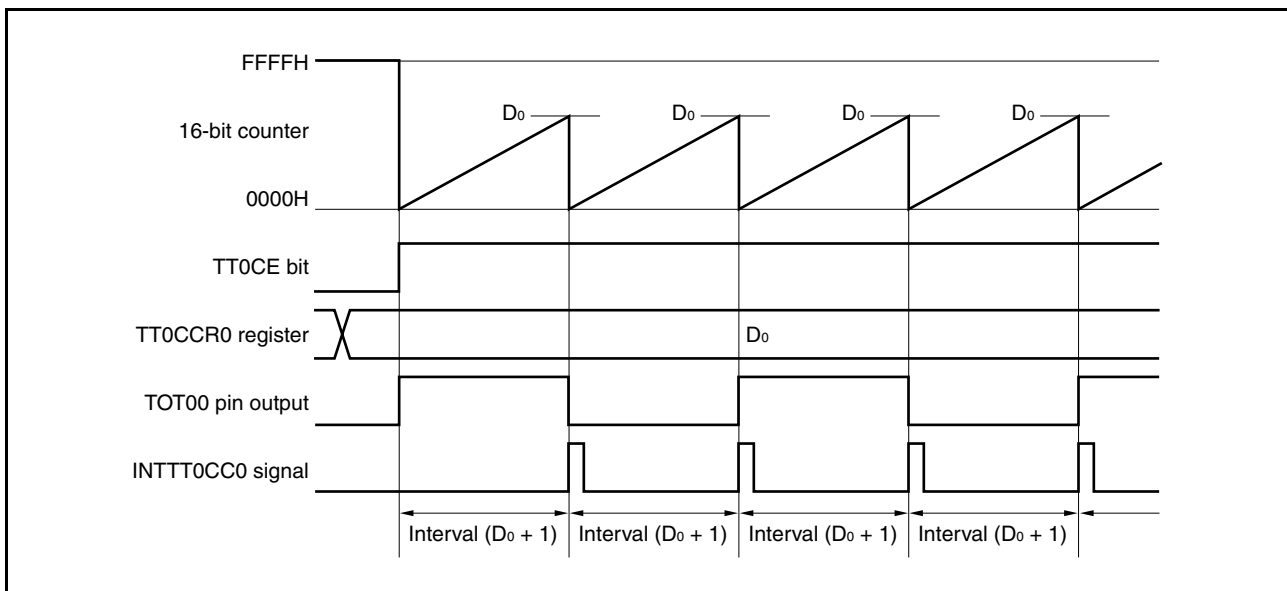 FFFFH
D0 D0 D0 D0
16-bit counter
0000H
TT0CE bit
TT0CCR0 register D0
TOT00 pin output
INTTT0CC0 signal
Interval (D0 + 1) Interval (D0 + 1) Interval (D0 + 1) Interval (D0 + 1)